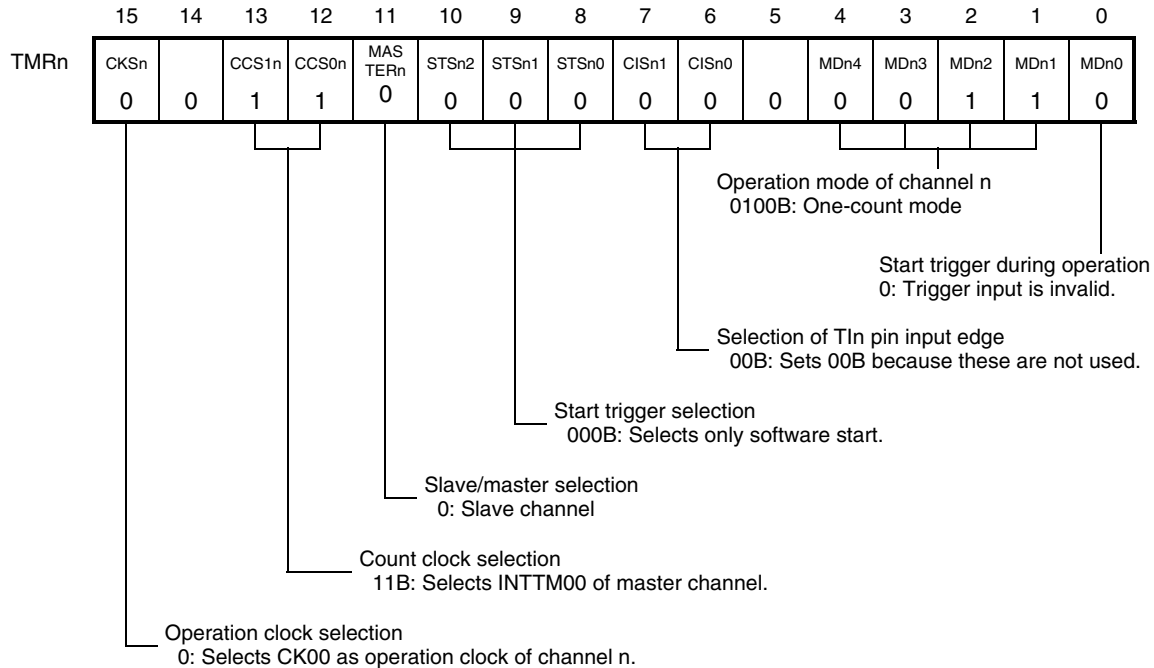 15 14 13 12 11 10 9 8 7 6 5 4 3 2 1 0
TMRn
CKSn CCS1n CCS0n MAS TERn STSn2 STSn1 STSn0 CISn1 CISn0 MDn4 MDn3 MDn2 MDn1 MDn0
0 0 1 1 0 0 0 0 0 0 0 0 0 1 1 0
Operation mode of channel n
0100B: One-count mode
Start trigger during operation
0: Trigger input is invalid.
Selection of TIn pin input edge
00B: Sets 00B because these are not used.
Start trigger selection
000B: Selects only software start.
Slave/master selection
0: Slave channel
Count clock selection
11B: Selects INTTM00 of master channel.
Operation clock selection
0: Selects CK00 as operation clock of channel n.